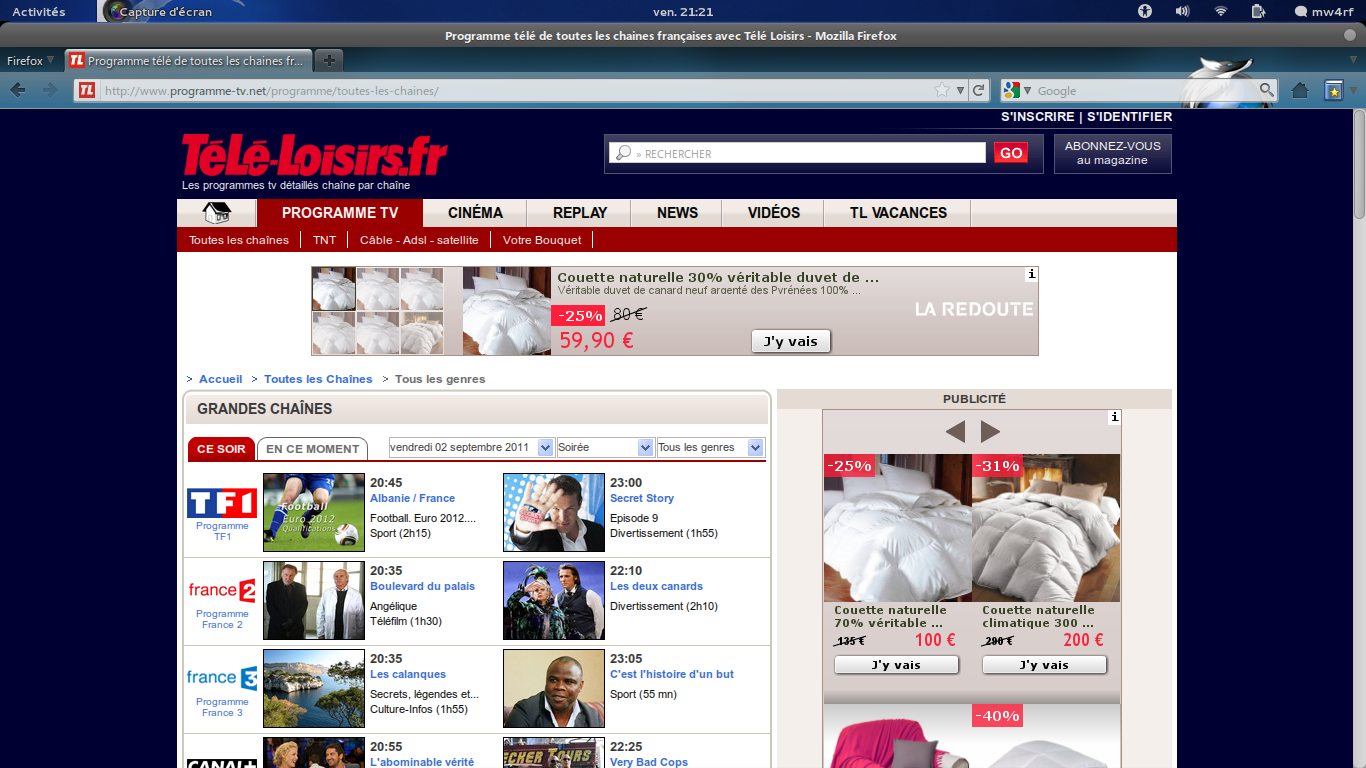 Activités
Capture d'écran
ven. 21:21
mw4rf
Programme télé de toutes les chaines françaises avec Télé Loisirs - Mozilla Firefox
Firefox
Programme télé de toutes les chaines fr...
http://www.programme-tv.net/programme/toutes-les-chaines/
Google
S'INSCRIRE | S'IDENTIFIER
TéLé-Loisirs.fr
Les programmes tv détaillés chaîne par chaîne
» RECHERCHER
GO
ABONNEZ-VOUS
au magazine
PROGRAMME TV
CINÉMA
REPLAY
NEWS
VIDÉOS
TL VACANCES
Toutes les chaînes
TNT
Câble - Adsl - satellite
Votre Bouquet
Couette naturelle 30% véritable duvet de ...
Véritable duvet de canard neuf argenté des Pyrénées 100% ...
-25%
80 €
59,90 €
J'y vais
LA REDOUTE
> Accueil > Toutes les Chaînes > Tous les genres
GRANDES CHAÎNES
CE SOIR
EN CE MOMENT
vendredi 02 septembre 2011
Soirée
Tous les genres
TF1
Programme
TF1
Football
Euro 2012
Qualifications
20:45
Albanie / France
Football. Euro 2012....
Sport (2h15)
23:00
Secret Story
Episode 9
Divertissement (1h55)
france 2
Programme
France 2
20:35
Boulevard du palais
Angélique
Téléfilm (1h30)
22:10
Les deux canards
Divertissement (2h10)
france 3
Programme
France 3
20:35
Les calanques
Secrets, légendes et...
Culture-Infos (1h55)
23:05
C'est l'histoire d'un but
Sport (55 mn)
CANAL+
20:55
L'abominable vérité
22:25
Very Bad Cops
PUBLICITÉ
-25%
-31%
Couette naturelle
70% véritable ...
135 €
100 €
J'y vais
Couette naturelle
climatique 300 ...
290 €
200 €
J'y vais
-40%